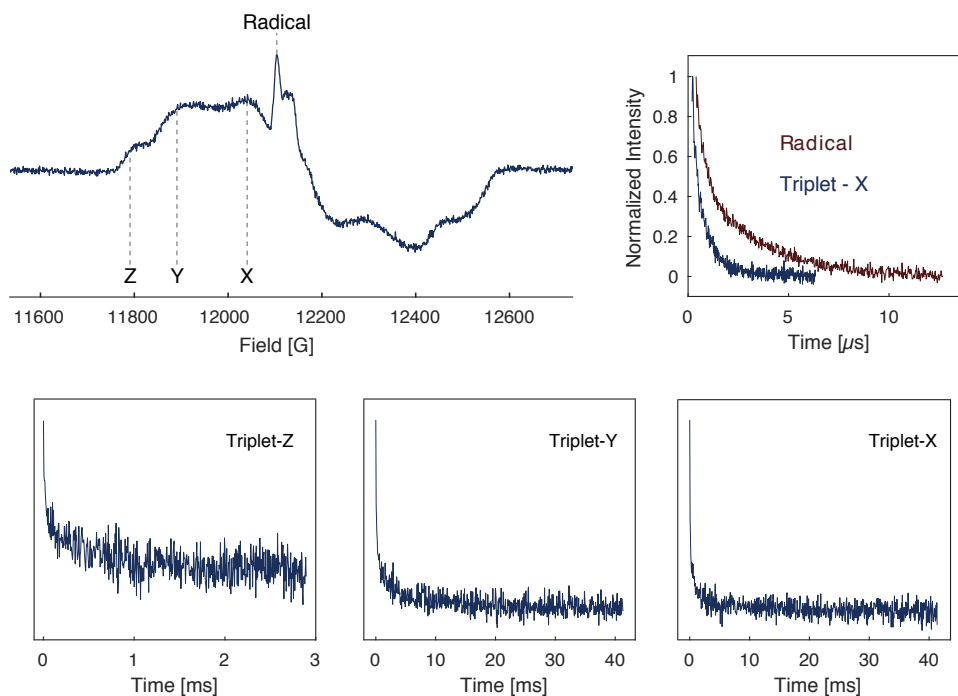 Radical
Z
Y
X
11600
11800
12000
12200
12400
12600
Field [G]
Normalized Intensity
1
0.8
0.6
0.4
0.2
0
Radical
Triplet - X
0
5
10
Time [µs]
Triplet-Z
0
1
2
3
Time [ms]
Triplet-Y
0
10
20
30
40
Time [ms]
Triplet-X
0
10
20
30
40
Time [ms]